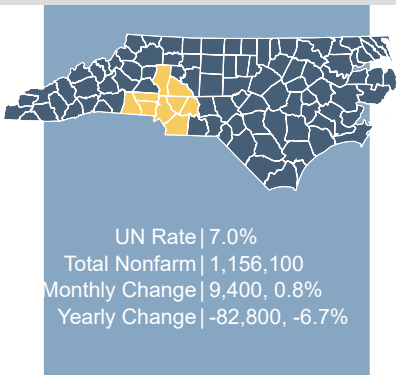 UN Rate| 7.0%
Total Nonfarm| 1,156,100
Monthly Change| 9,400, 0.8%
Yearly Change| -82,800, -6.7%